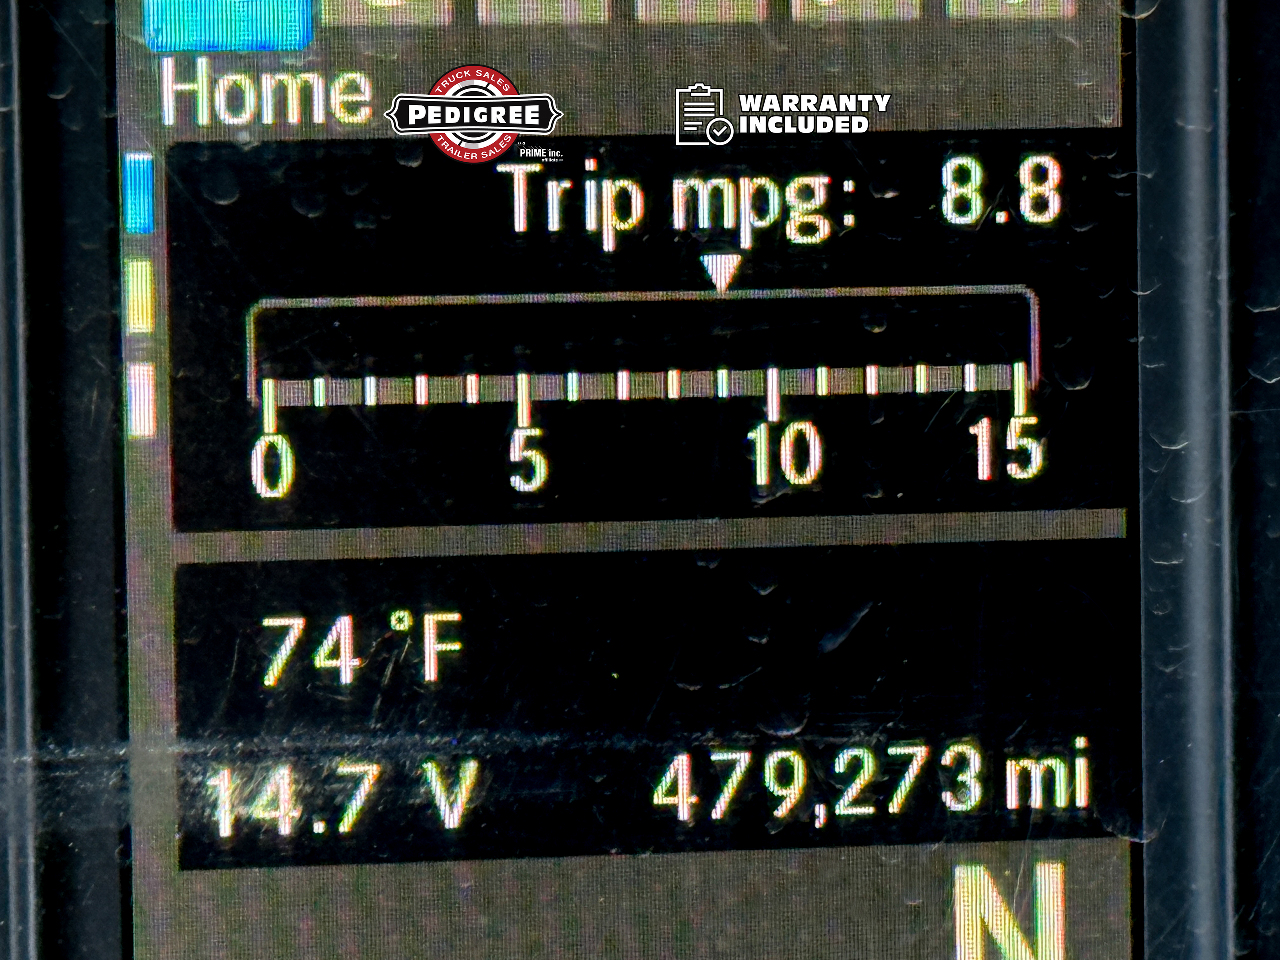 Home
TRUCK SALES
PEDIGREE
TRAILER SALES
PRIME inc.
WARRANTY
INCLUDED
Trip mpg: 8.8
0 5 10 15
74 °F
14.7 V 479,273 mi
N